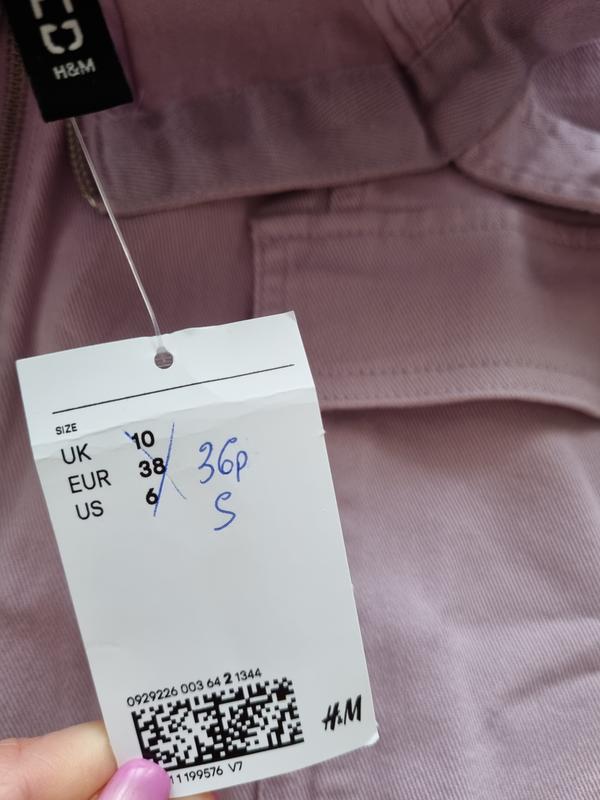 H&M
SIZE
UK 10
EUR 38 36р
US 6 S
0929226 003 64 2 1344
H&M
11199576 V7